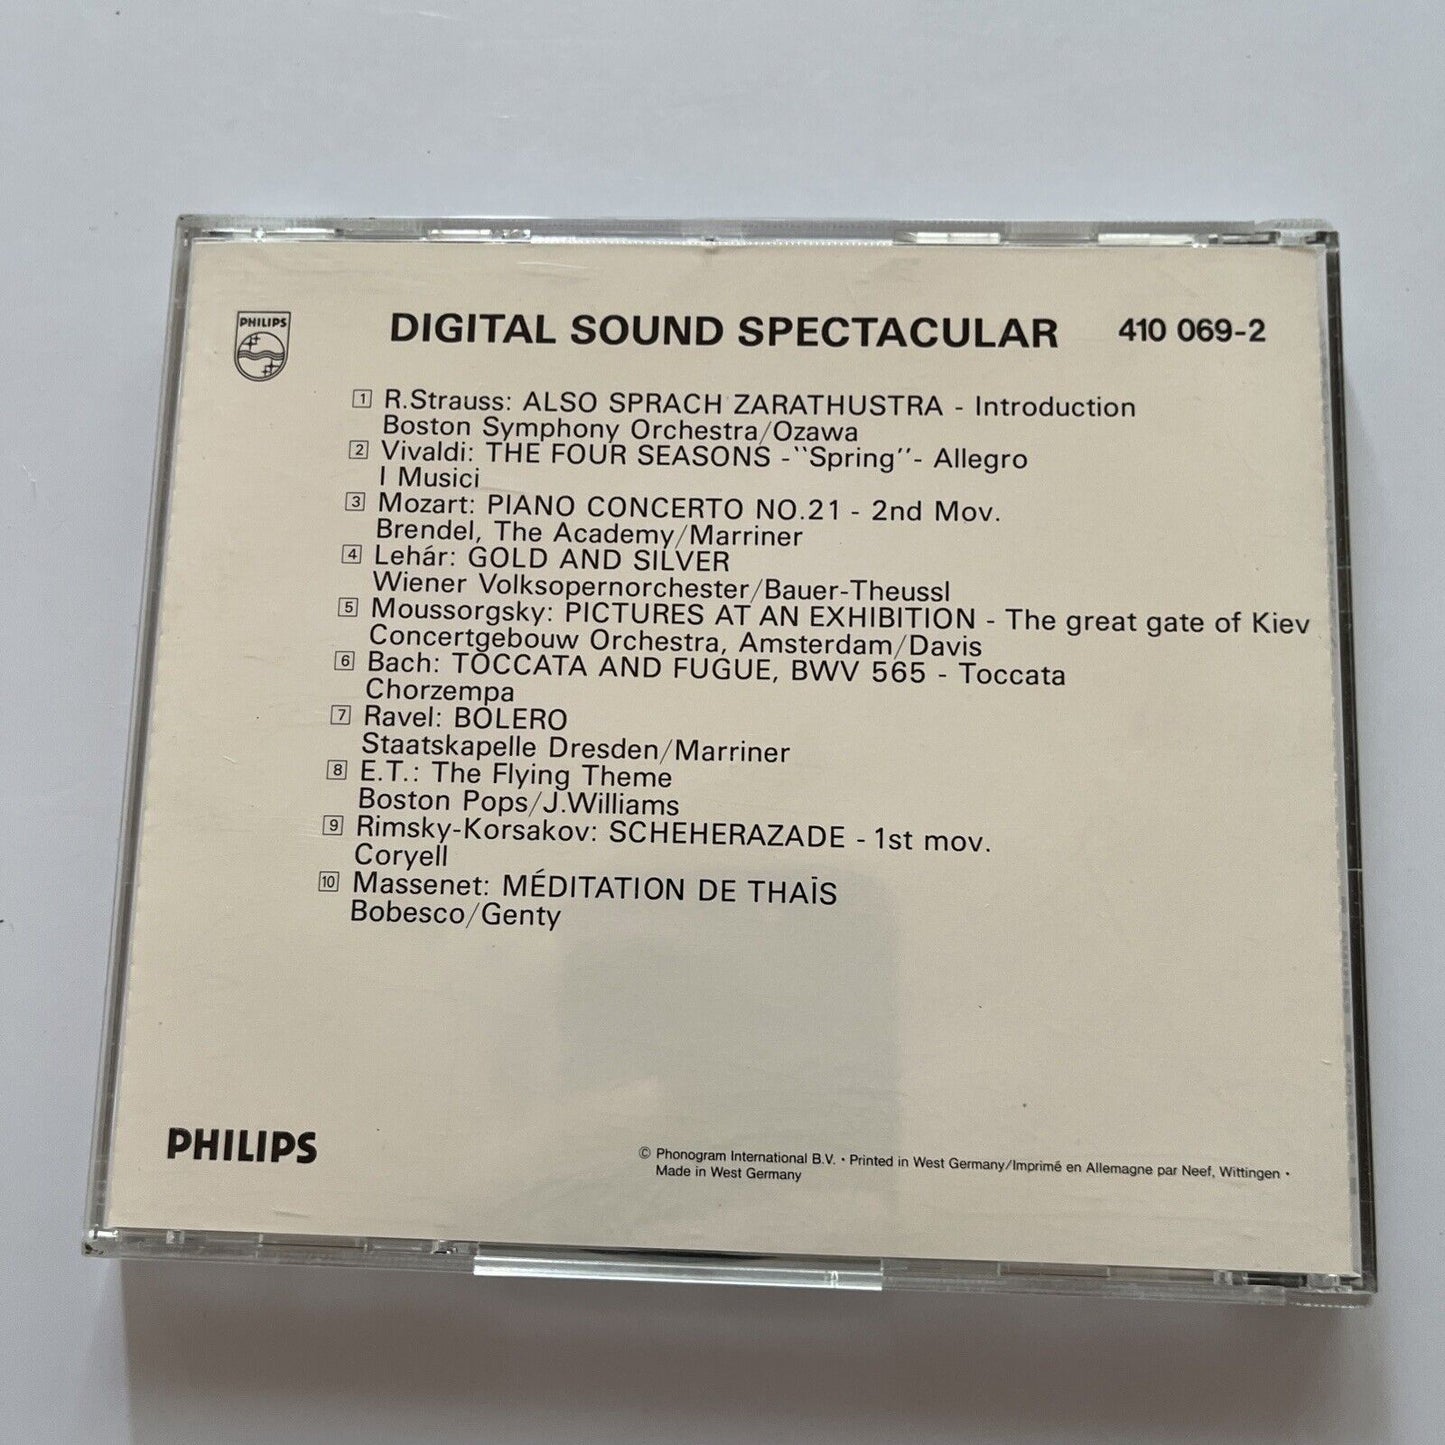 PHILIPS
DIGITAL SOUND SPECTACULAR 410 069-2
1 R.Strauss: ALSO SPRACH ZARATHUSTRA - Introduction
Boston Symphony Orchestra/Ozawa
2 Vivaldi: THE FOUR SEASONS -"Spring"- Allegro
I Musici
3 Mozart: PIANO CONCERTO NO.21 - 2nd Mov.
Brendel, The Academy/Marriner
4 Lehár: GOLD AND SILVER
Wiener Volksopernorchester/Bauer-Theussl
5 Moussorgsky: PICTURES AT AN EXHIBITION - The great gate of Kiev
Concertgebouw Orchestra, Amsterdam/Davis
6 Bach: TOCCATA AND FUGUE, BWV 565 - Toccata
Chorzempa
7 Ravel: BOLERO
Staatskapelle Dresden/Marriner
8 E.T.: The Flying Theme
Boston Pops/J.Williams
9 Rimsky-Korsakov: SCHEHERAZADE - 1st mov.
Coryell
10 Massenet: MÉDITATION DE THAÏS
Bobesco/Genty
PHILIPS
© Phonogram International B.V. • Printed in West Germany/Imprimé en Allemagne par Neef, Wittingen •
Made in West Germany